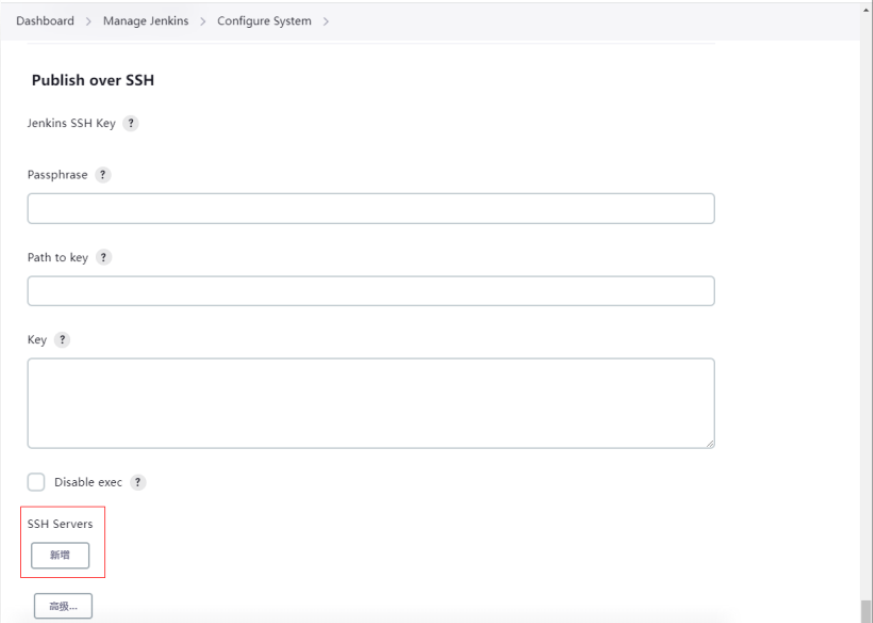 Dashboard > Manage Jenkins > Configure System >
Publish over SSH
Jenkins SSH Key ?
Passphrase ?
Path to key ?
Key ?
Disable exec ?
SSH Servers
新增
高级...